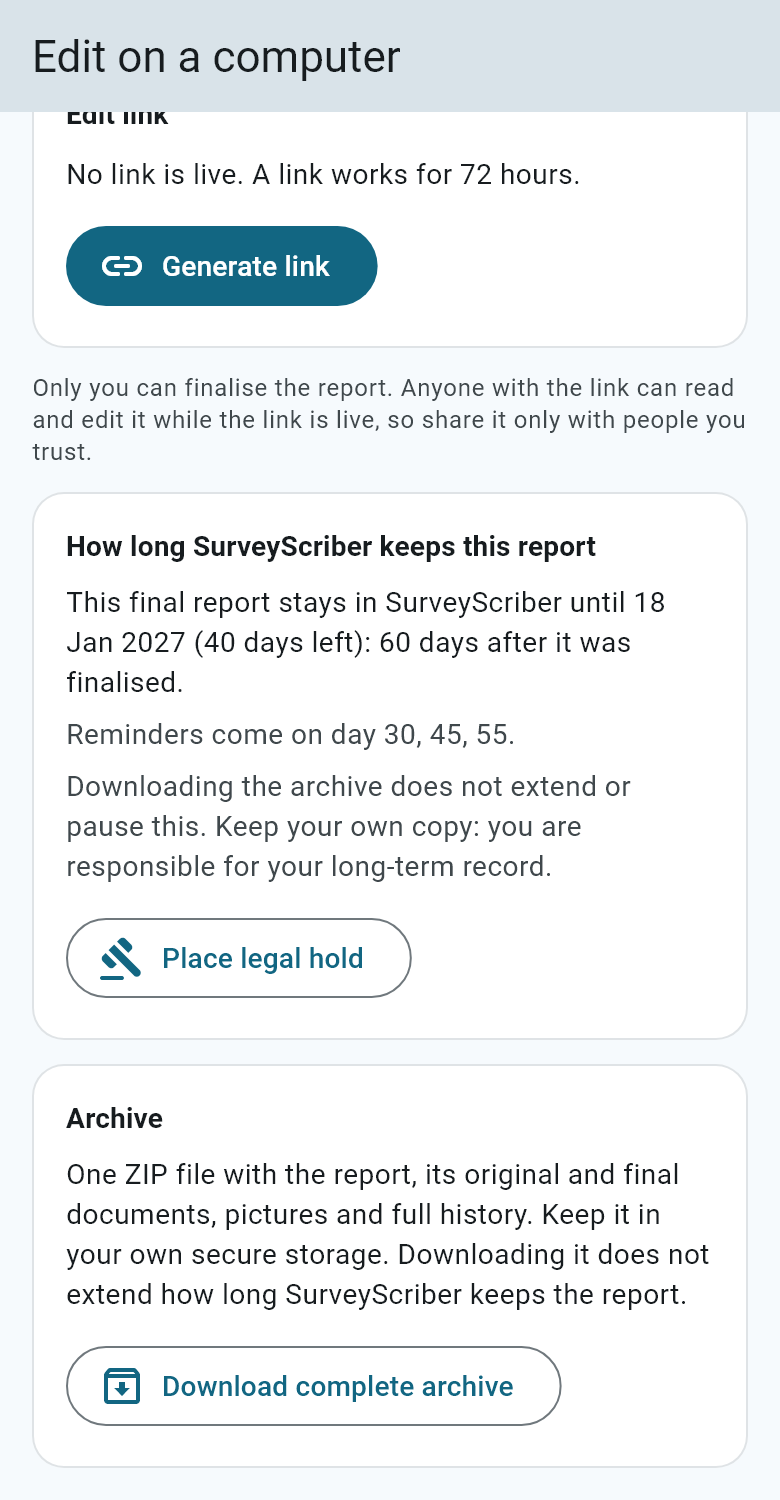 Edit on a computer
Edit link
No link is live. A link works for 72 hours.
Generate link
Only you can finalise the report. Anyone with the link can read
and edit it while the link is live, so share it only with people you
trust.
How long SurveyScriber keeps this report
This final report stays in SurveyScriber until 18
Jan 2027 (40 days left): 60 days after it was
finalised.
Reminders come on day 30, 45, 55.
Downloading the archive does not extend or
pause this. Keep your own copy: you are
responsible for your long-term record.
Place legal hold
Archive
One ZIP file with the report, its original and final
documents, pictures and full history. Keep it in
your own secure storage. Downloading it does not
extend how long SurveyScriber keeps the report.
Download complete archive